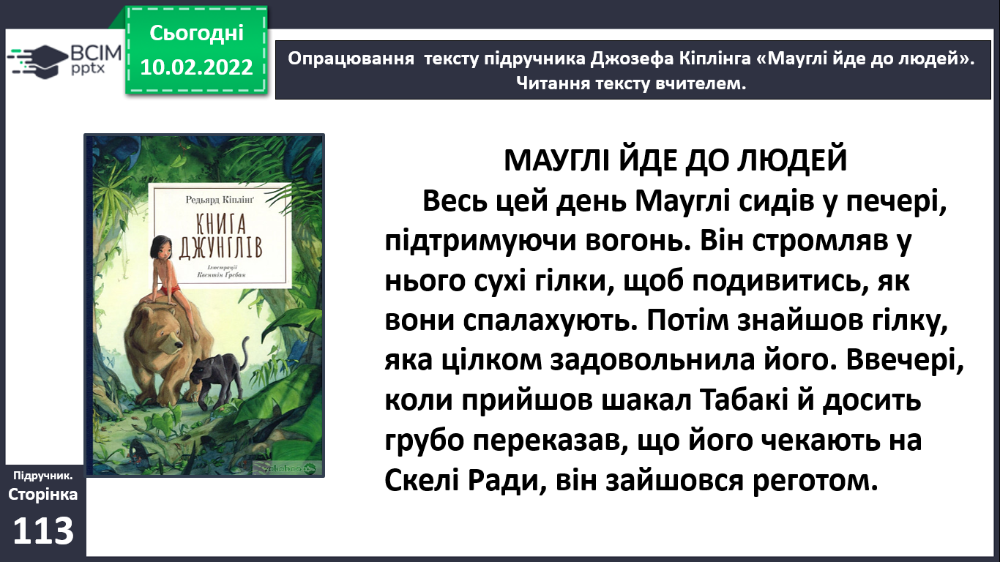 Сьогодні
10.02.2022
ВСІМ
pptx
Опрацювання тексту підручника Джозефа Кіплінга «Мауглі йде до людей».
Читання тексту вчителем.
Редьярд Кіплінґ
КНИГА
ДЖУНГЛІВ
Ілюстрації
Квентін Ґребан
МАУГЛІ ЙДЕ ДО ЛЮДЕЙ
Весь цей день Мауглі сидів у печері,
підтримуючи вогонь. Він стромляв у
нього сухі гілки, щоб подивитись, як
вони спалахують. Потім знайшов гілку,
яка цілком задовольнила його. Ввечері,
коли прийшов шакал Табакі й досить
грубо переказав, що його чекають на
Скелі Ради, він зайшовся реготом.
Підручник.
Сторінка
113